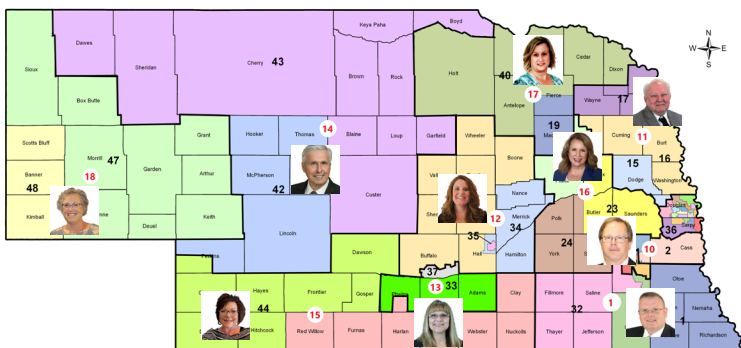 Boyd
Keya Paha
N
W E
S
Dawes
Cherry 43
Sheridan
Sioux
Brown
Rock
Holt
40
Cedar
Dixon
Box Butte
17
Antelope
Pierce
Wayne
17
Grant
Hooker
Thomas
14
Blaine
Loup
Garfield
Wheeler
19
Cuming
11
Burt
Scotts Bluff
Morrill
47
Garden
Boone
15
16
Banner
18
Arthur
McPherson
Dodge
Washington
48
42
Custer
Nance
16
Kimball
Keith
Butler
23
Saunders
Deuel
Lincoln
12
Merrick
34
Polk
36
Sarpy
35
24
10
2
Cass
Dawson
Buffalo
Hall
Hamilton
York
37
Otoe
Hayes
Frontier
Gosper
13
33
Adams
Clay
Fillmore
Saline
44
32
1
Nemaha
Hitchcock
15
Red Willow
Furnas
Harlan
Webster
Nuckolls
Thayer
Jefferson
1
Richardson